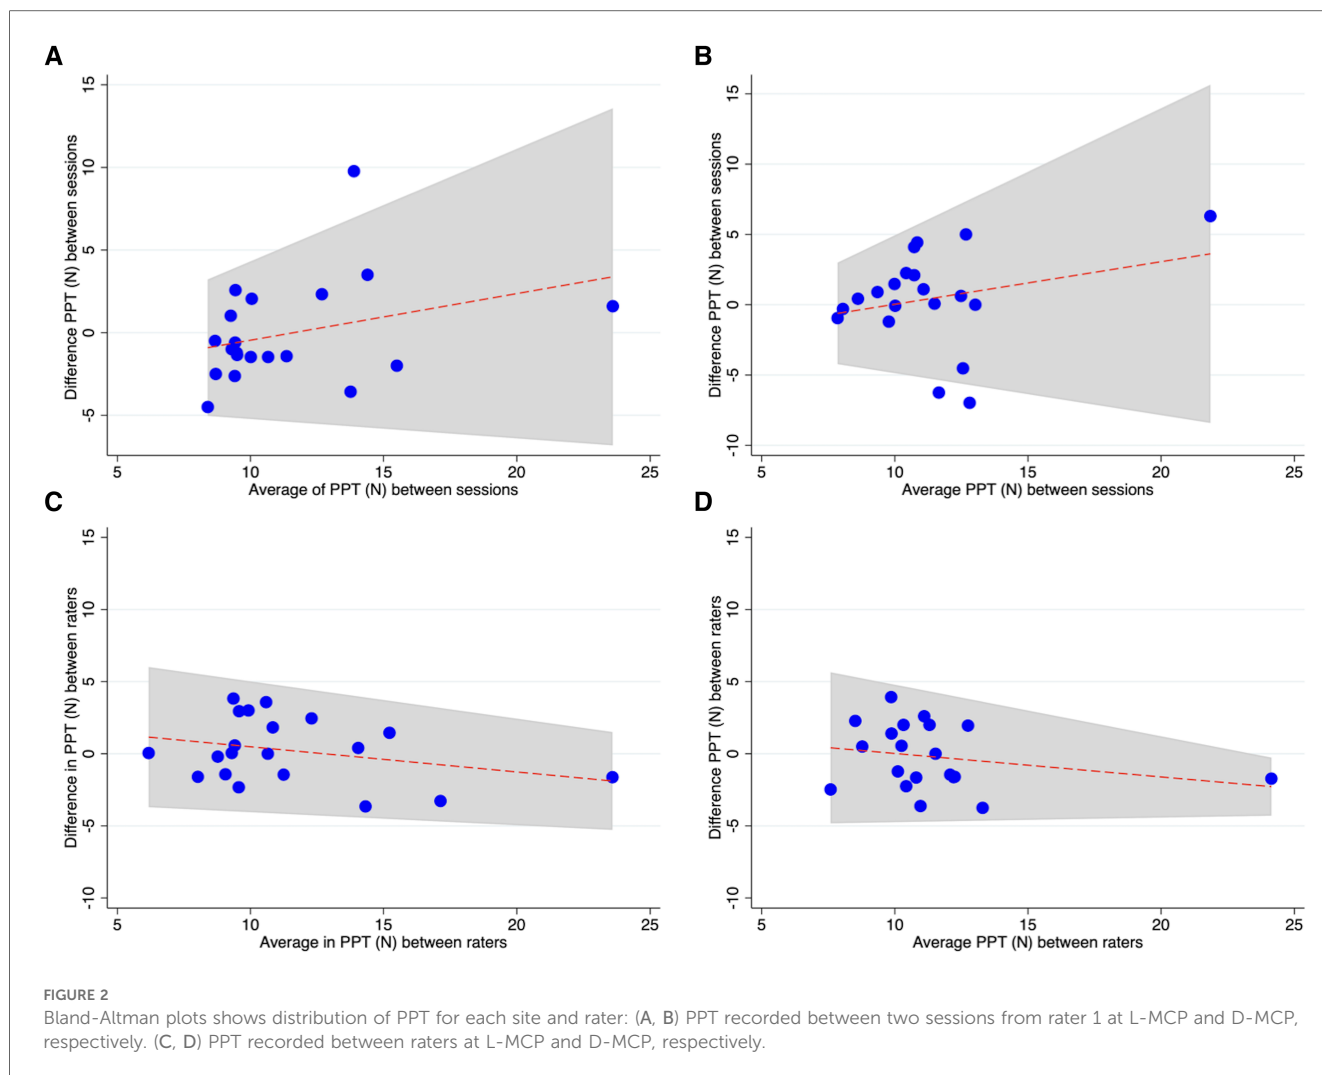 A
B
15
10
5
0
-5
Difference PPT (N) between sessions
5
10
15
20
25
Average of PPT (N) between sessions
15
10
5
0
-5
-10
Difference PPT (N) between sessions
5
10
15
20
25
Average PPT (N) between sessions
C
D
15
10
5
0
-5
-10
Difference in PPT (N) between raters
5
10
15
20
25
Average in PPT (N) between raters
15
10
5
0
-5
-10
Difference PPT (N) between raters
5
10
15
20
25
Average PPT (N) between raters
FIGURE 2
Bland-Altman plots shows distribution of PPT for each site and rater: (A, B) PPT recorded between two sessions from rater 1 at L-MCP and D-MCP,
respectively. (C, D) PPT recorded between raters at L-MCP and D-MCP, respectively.